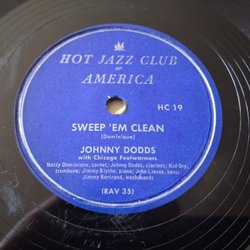 HOT JAZZ CLUB
OF
AMERICA
HC 19
SWEEP 'EM CLEAN
(Dominique)
JOHNNY DODDS
with Chicago Footwarmers
Natty Dominique, cornet; Johnny Dodds, clarinet; Kid Ory,
trombone; Jimmy Blythe, piano; John Linsay, bass;
Jimmy Bertrand, washboards
(RAV 35)